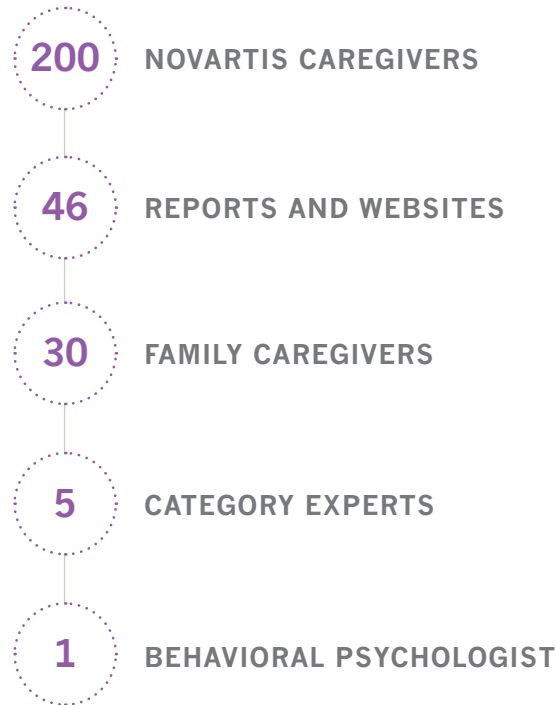 200 NOVARTIS CAREGIVERS
46 REPORTS AND WEBSITES
30 FAMILY CAREGIVERS
5 CATEGORY EXPERTS
1 BEHAVIORAL PSYCHOLOGIST